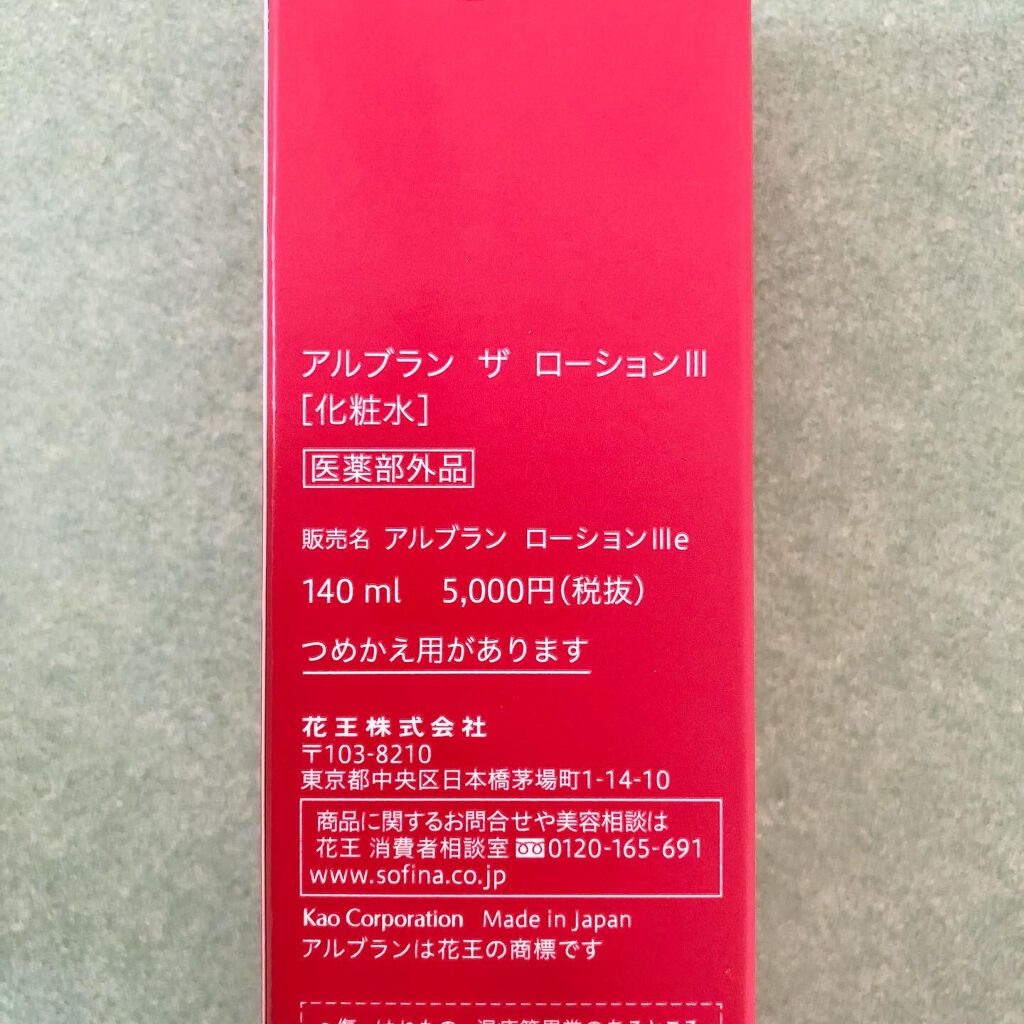 アルブラン ザ ローションⅢ
[化粧水]
医薬部外品
販売名 アルブラン ローションⅢe
140 ml 5,000円(税抜)
つめかえ用があります
花王株式会社
〒103-8210
東京都中央区日本橋茅場町1-14-10
商品に関するお問合せや美容相談は
花王 消費者相談室 0120-165-691
www.sofina.co.jp
Kao Corporation Made in Japan
アルブランは花王の商標です